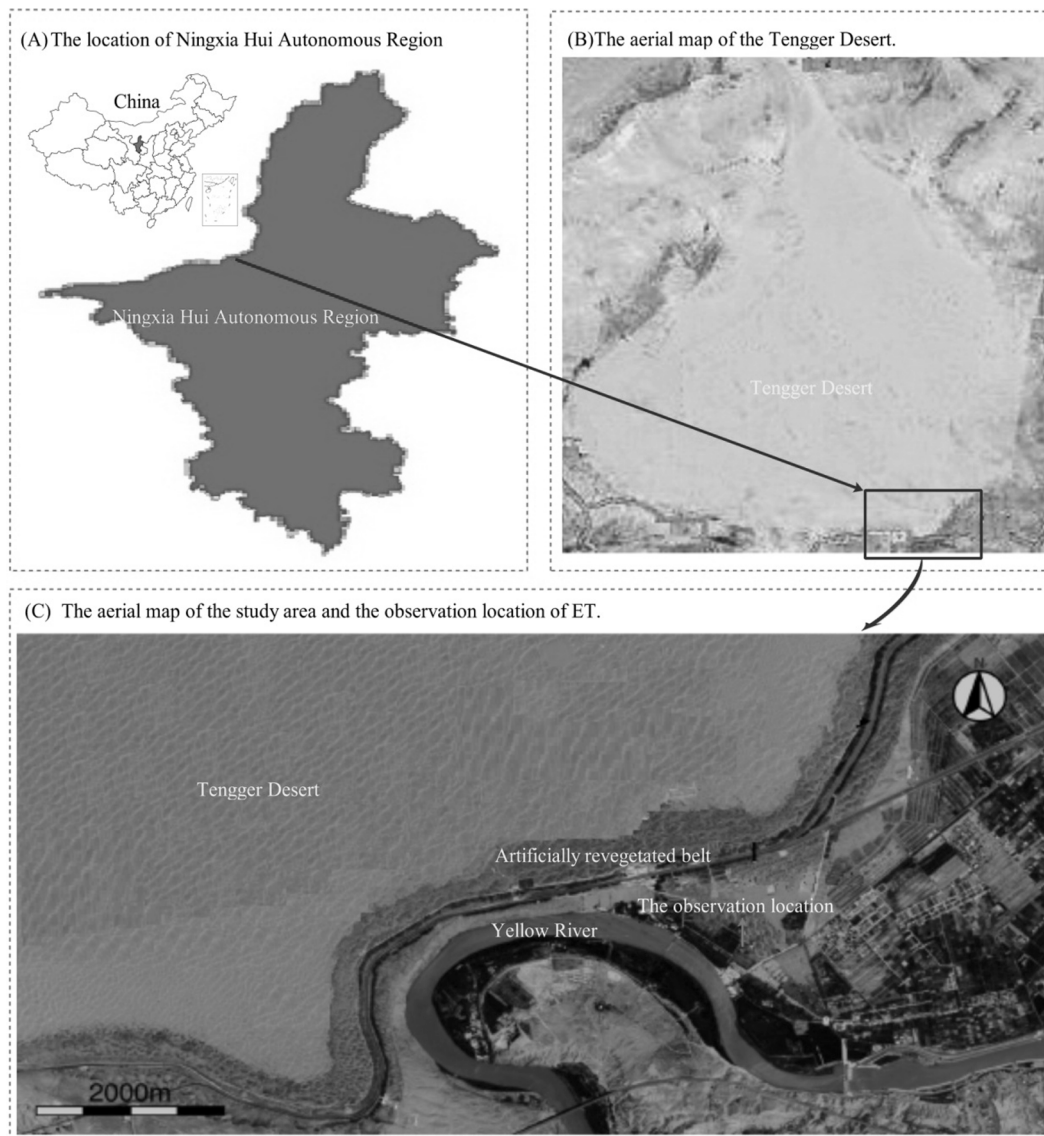 (A) The location of Ningxia Hui Autonomous Region
China
Ningxia Hui Autonomous Region
(B)The aerial map of the Tengger Desert.
Tengger Desert
(C) The aerial map of the study area and the observation location of ET.
N
Tengger Desert
Artificially revegetated belt
The observation location
Yellow River
2000m